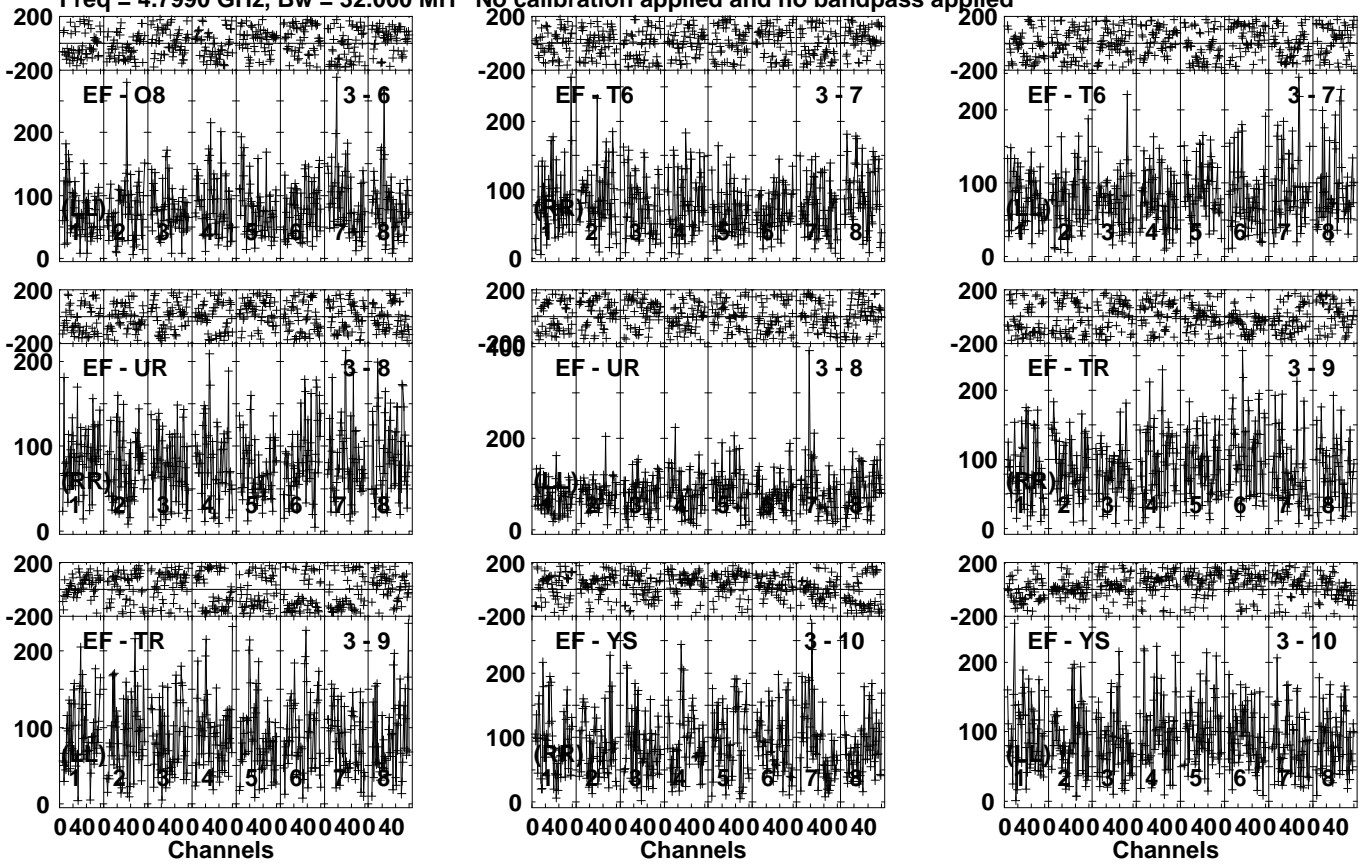 Freq = 4.7990 GHz, Bw = 32.000 MH No calibration applied and no bandpass applied
200 200 200
-200 200 -200
EF - O8 3 - 6 EF - T6 3 - 7 EF - T6 3 - 7
200 200 200
100 100 100
(LL) (RR) (LL)
1 2 3 4 5 6 7 8 1 2 3 4 5 6 7 8 1 2 3 4 5 6 7 8
0 0 0
200 200 200
-200 -200 -200
200 400
EF - UR 3 - 8 EF - UR 3 - 8 EF - TR 3 - 9
200 200
100 100
(RR) (LL) (RR)
1 2 3 4 5 6 7 8 1 2 3 4 5 6 7 8 1 2 3 4 5 6 7 8
0 0 0
200 200 200
-200 -200 -200
EF - TR 3 - 9 EF - YS 3 - 10 EF - YS 3 - 10
200 200 200
100 100 100
(LL) (RR) (LL)
1 2 3 4 5 6 7 8 1 2 3 4 5 6 7 8 1 2 3 4 5 6 7 8
0 0 0
0 40 0 40 0 40 0 40 0 40 0 40 0 40 0 40 0 40 0 40 0 40 0 40 0 40 0 40 0 40 0 40 0 40 0 40 0 40 0 40 0 40 0 40 0 40 0 40
Channels Channels Channels